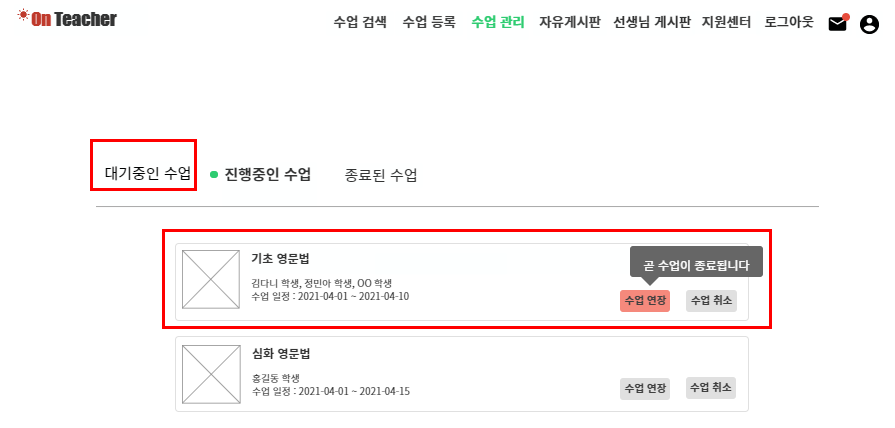 On Teacher
수업 검색 수업 등록 수업 관리 자유게시판 선생님 게시판 지원센터 로그아웃
대기중인 수업 진행중인 수업 종료된 수업
기초 영문법
곧 수업이 종료됩니다
김다니 학생, 정민아 학생, OO 학생
수업 일정 : 2021-04-01 ~ 2021-04-10
수업 연장 수업 취소
심화 영문법
홍길동 학생
수업 일정 : 2021-04-01 ~ 2021-04-15
수업 연장 수업 취소